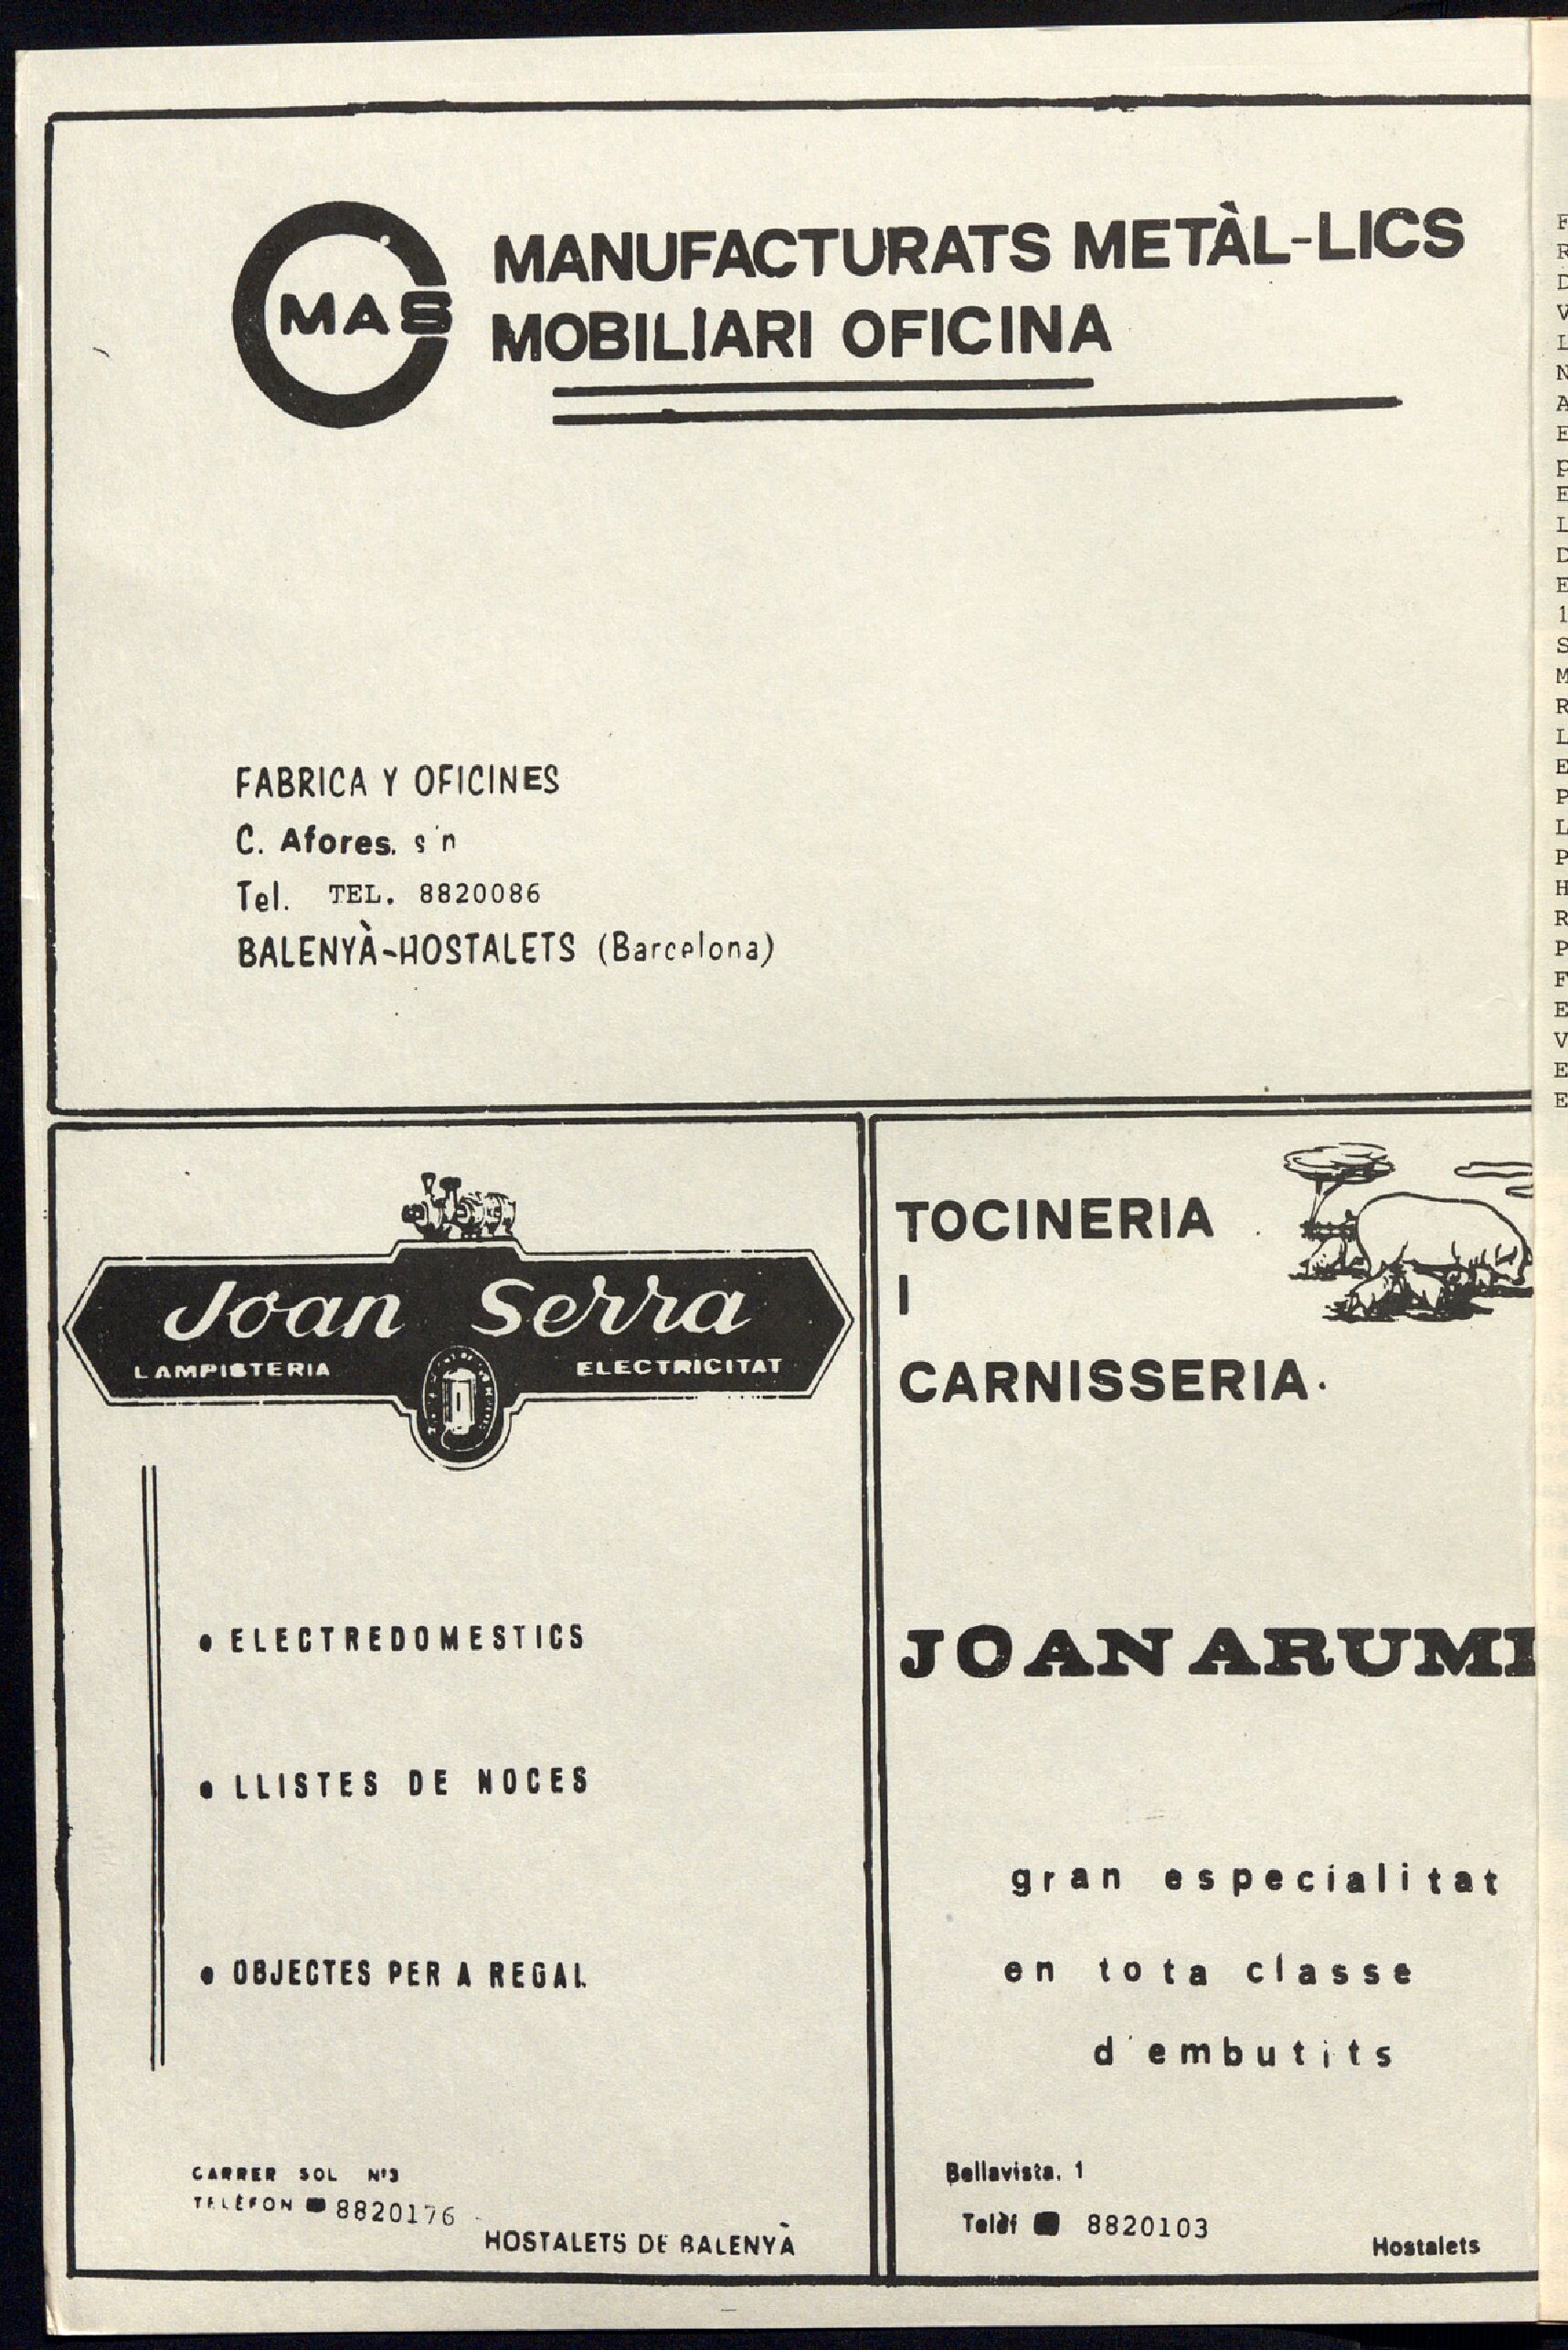 MAS
MANUFACTURATS METÀL-LICS
MOBILIARI OFICINA
FABRICA Y OFICINES
C. Afores. s'n
Tel. TEL. 8820086
BALENYÀ-HOSTALETS (Barcelona)
Joan Serra
LAMPISTERIA ELECTRICITAT
• ELECTREDOMESTICS
• LLISTES DE NOCES
• OBJECTES PER A REGAL
CARRER SOL Nº3
TELÈFON 8820176
HOSTALETS DE BALENYÀ
TOCINERIA
I
CARNISSERIA.
JOAN ARUMI
gran especialitat
en tota classe
d'embutits
Bellavista, 1
Telèf 8820103
Hostalets
F
R
D
V
L
N
A
E
p
E
L
D
E
1
S
M
R
L
E
P
L
P
H
R
P
F
E
V
E
E